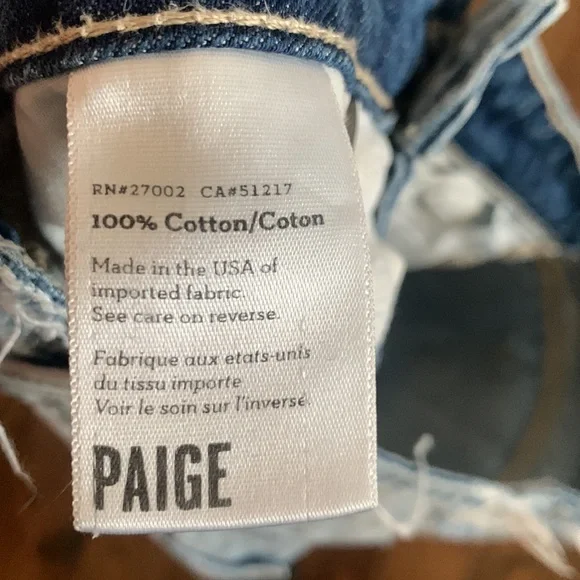 RN#27002 CA#51217
100% Cotton/Coton
Made in the USA of
imported fabric.
See care on reverse.
Fabrique aux etats-unis
du tissu importe
Voir le soin sur l'inverse.
PAIGE